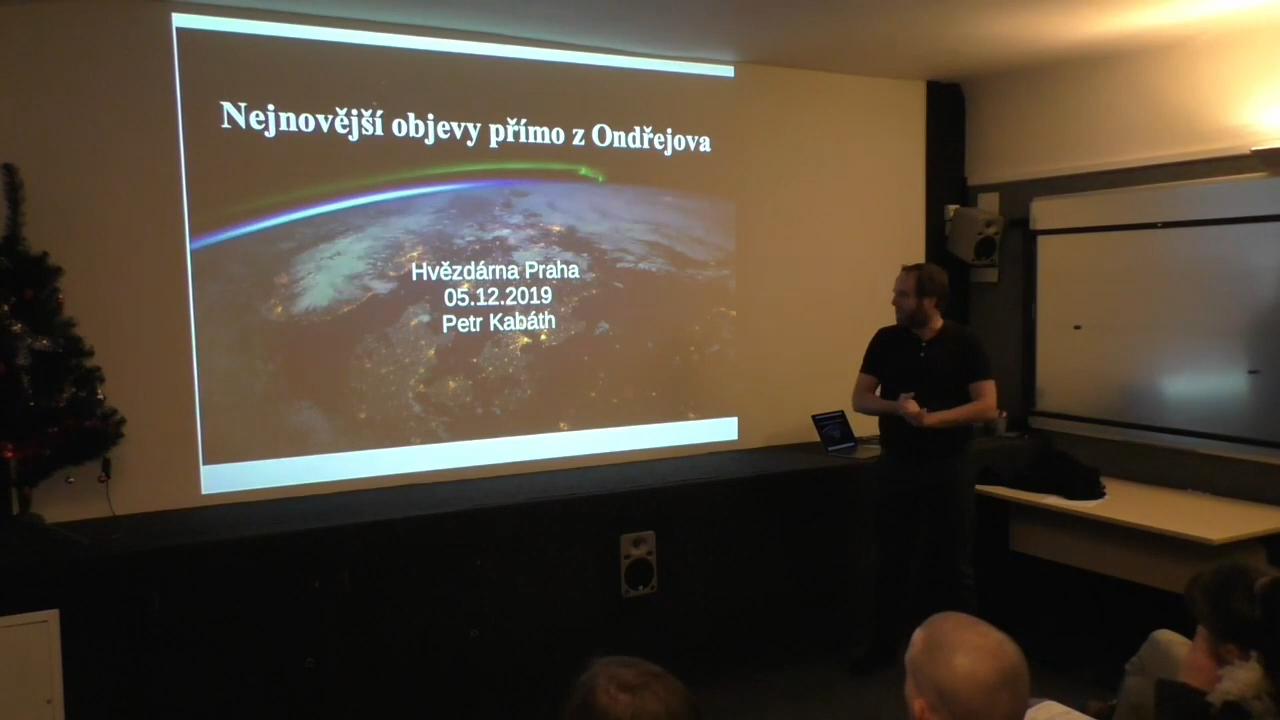 Nejnovější objevy přímo z Ondřejova
Hvězdárna Praha
05.12.2019
Petr Kabáth